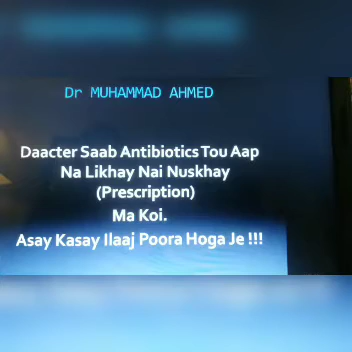 Dr MUHAMMAD AHMED
Daacter Saab Antibiotics Tou Aap
Na Likhay Nai Nuskhay
(Prescription)
Ma Koi.
Asay Kasay Ilaaj Poora Hoga Je !!!